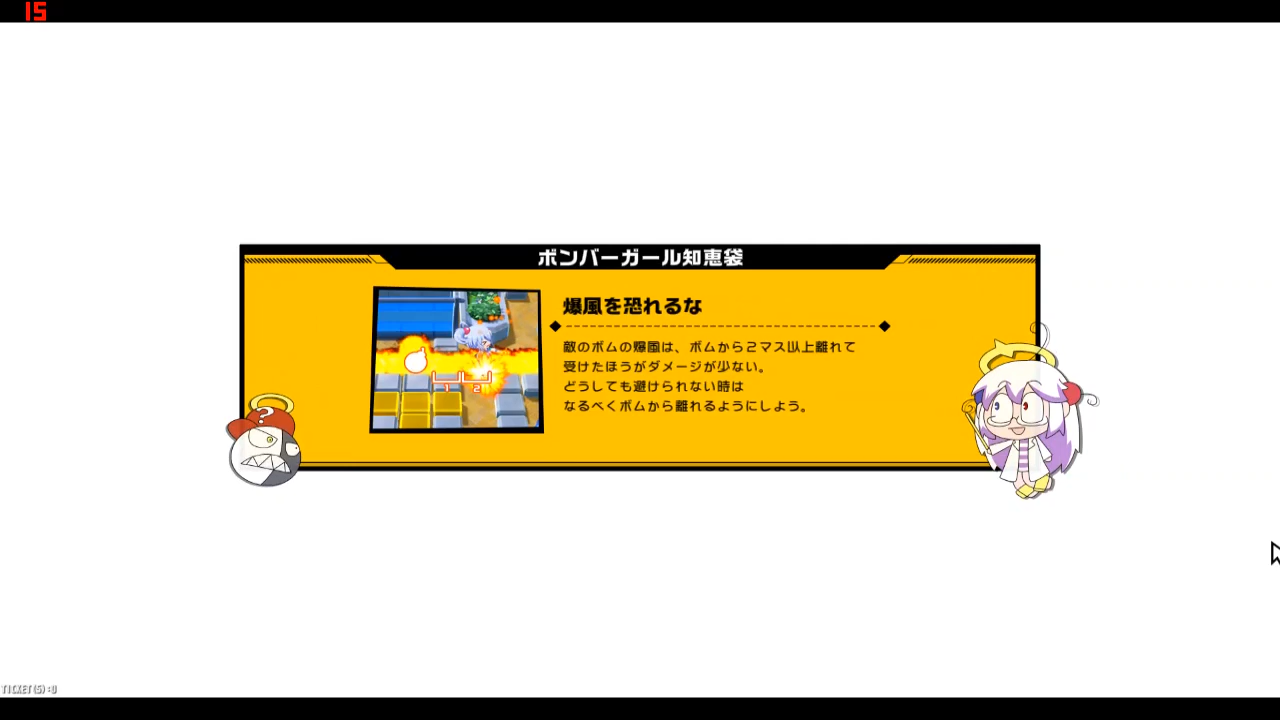 15
ボンバーガール知恵袋
爆風を恐れるな
敵のボムの爆風は、ボムから2マス以上離れて
受けたほうがダメージが少ない。
どうしても避けられない時は
なるべくボムから離れるようにしよう。
1 2
?
TICKET(S):0